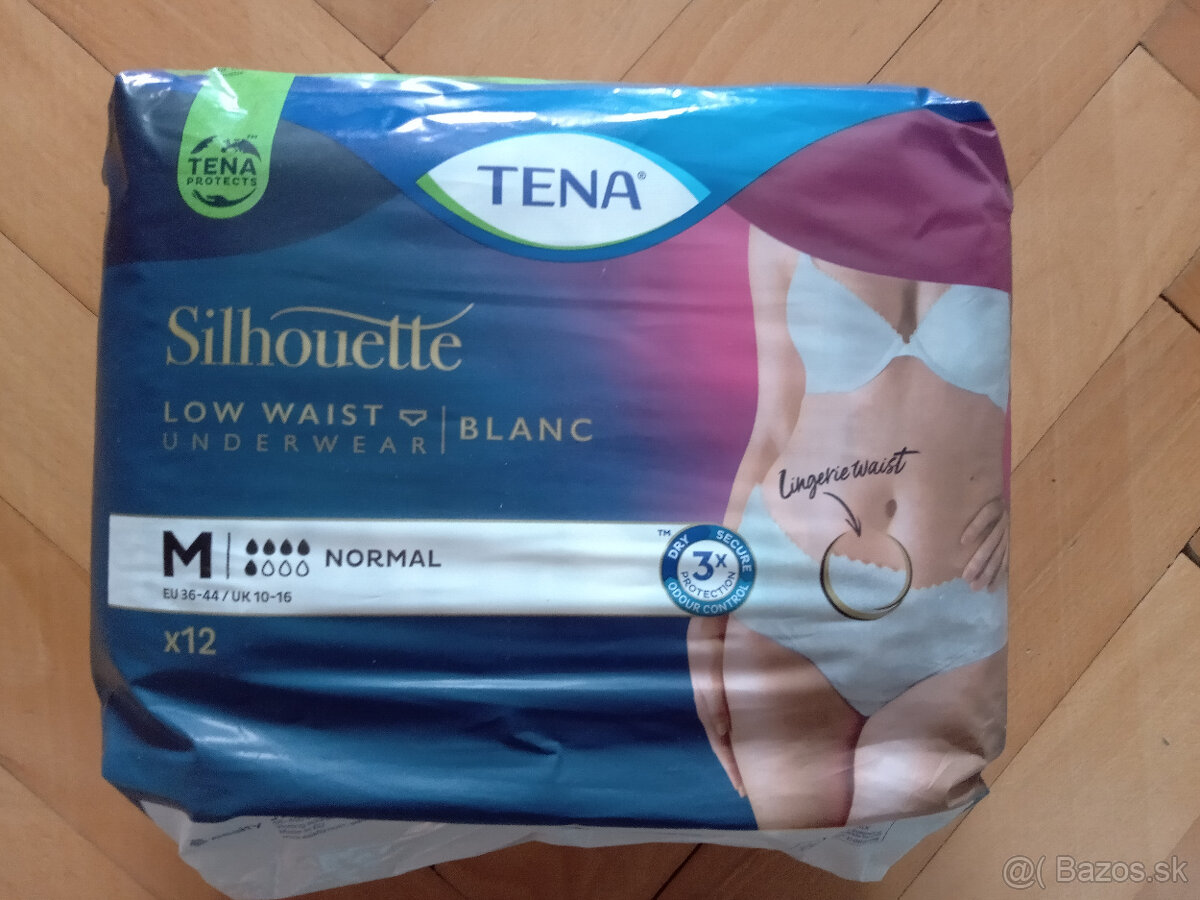 TENA
PROTECTS
TENA®
Silhouette
LOW WAIST
UNDERWEAR
BLANC
Lingerie waist
M
NORMAL
EU 36-44 / UK 10-16
x12
™
DRY SECURE
3x
PROTECTION
ODOUR CONTROL
@( Bazos.sk